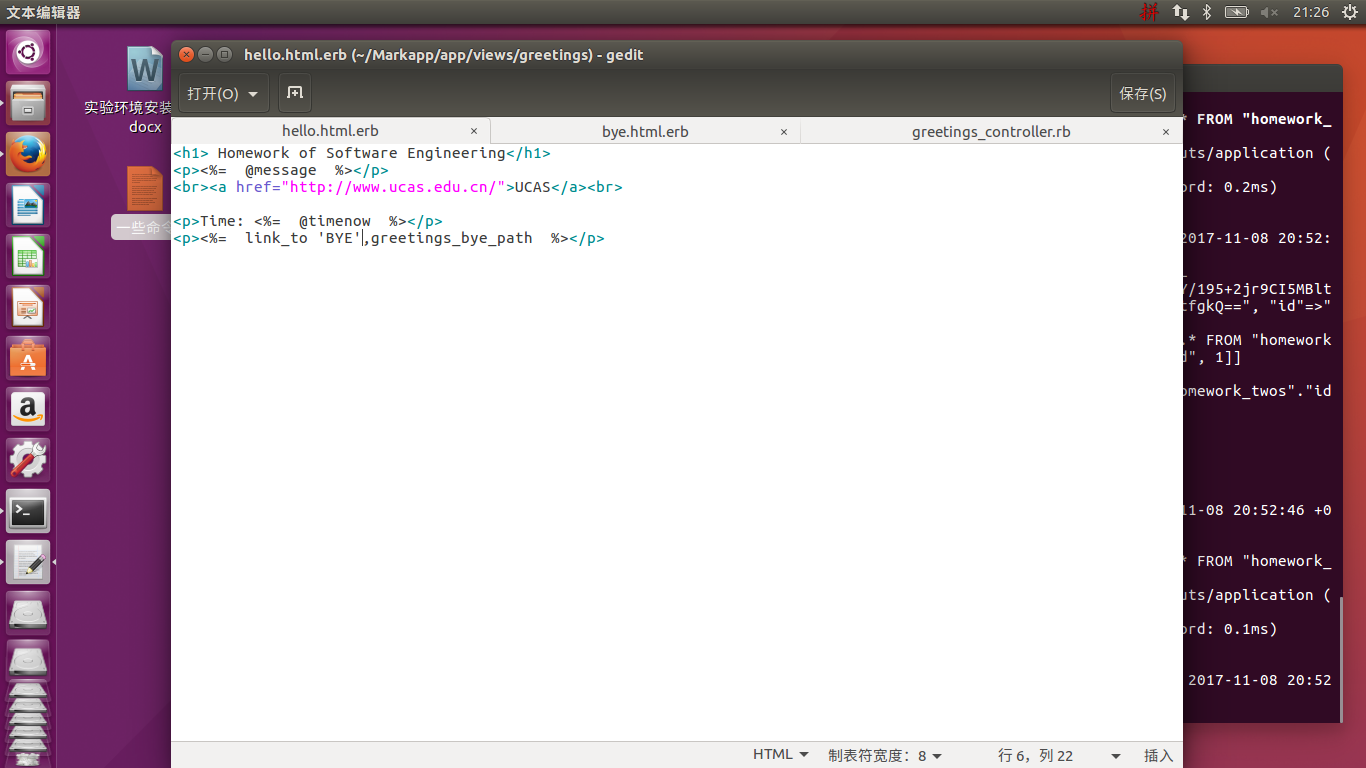 文本编辑器
拼
21:26
实验环境安装
docx
一些命令
hello.html.erb (~/Markapp/app/views/greetings) - gedit
打开(O)
保存(S)
hello.html.erb × bye.html.erb × greetings_controller.rb ×
<h1> Homework of Software Engineering</h1>
<p><%=  @message  %></p>
<br><a href="http://www.ucas.edu.cn/">UCAS</a><br>
<p>Time: <%=  @timenow  %></p>
<p><%=  link_to 'BYE',greetings_bye_path  %></p>
HTML 制表符宽度: 8 行 6, 列 22 插入
* FROM "homework_
uts/application (
ord: 0.2ms)
2017-11-08 20:52:
Y/195+2jr9CI5MBlt
cfgkQ==", "id"=>"
.* FROM "homework
d", 1]]
omework_twos"."id
11-08 20:52:46 +0
* FROM "homework_
uts/application (
ord: 0.1ms)
2017-11-08 20:52